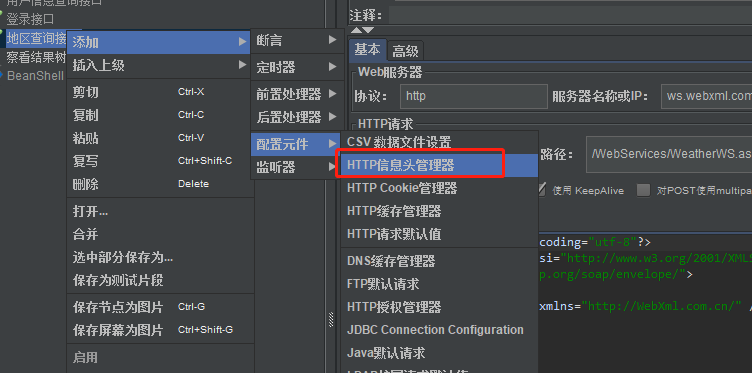 用户信息查询接口
登录接口
地区查询接
察看结果树
BeanShell
添加
插入上级
剪切 Ctrl-X
复制 Ctrl-C
粘贴 Ctrl-V
复写 Ctrl+Shift-C
删除 Delete
打开...
合并
选中部分保存为...
保存为测试片段
保存节点为图片 Ctrl-G
保存屏幕为图片 Ctrl+Shift-G
启用
断言
定时器
前置处理器
后置处理器
配置元件
监听器
CSV 数据文件设置
HTTP信息头管理器
HTTP Cookie管理器
HTTP缓存管理器
HTTP请求默认值
DNS缓存管理器
FTP默认请求
HTTP授权管理器
JDBC Connection Configuration
Java默认请求
LDAP扩展请求默认值
注释:
基本 高级
Web服务器
协议: http 服务器名称或IP: ws.webxml.com
HTTP请求
路径: /WebServices/WeatherWS.as
使用 KeepAlive 对POST使用multipa
coding="utf-8"?>
si="http://www.w3.org/2001/XMLS
p.org/soap/envelope/">
xmlns="http://WebXml.com.cn/" /